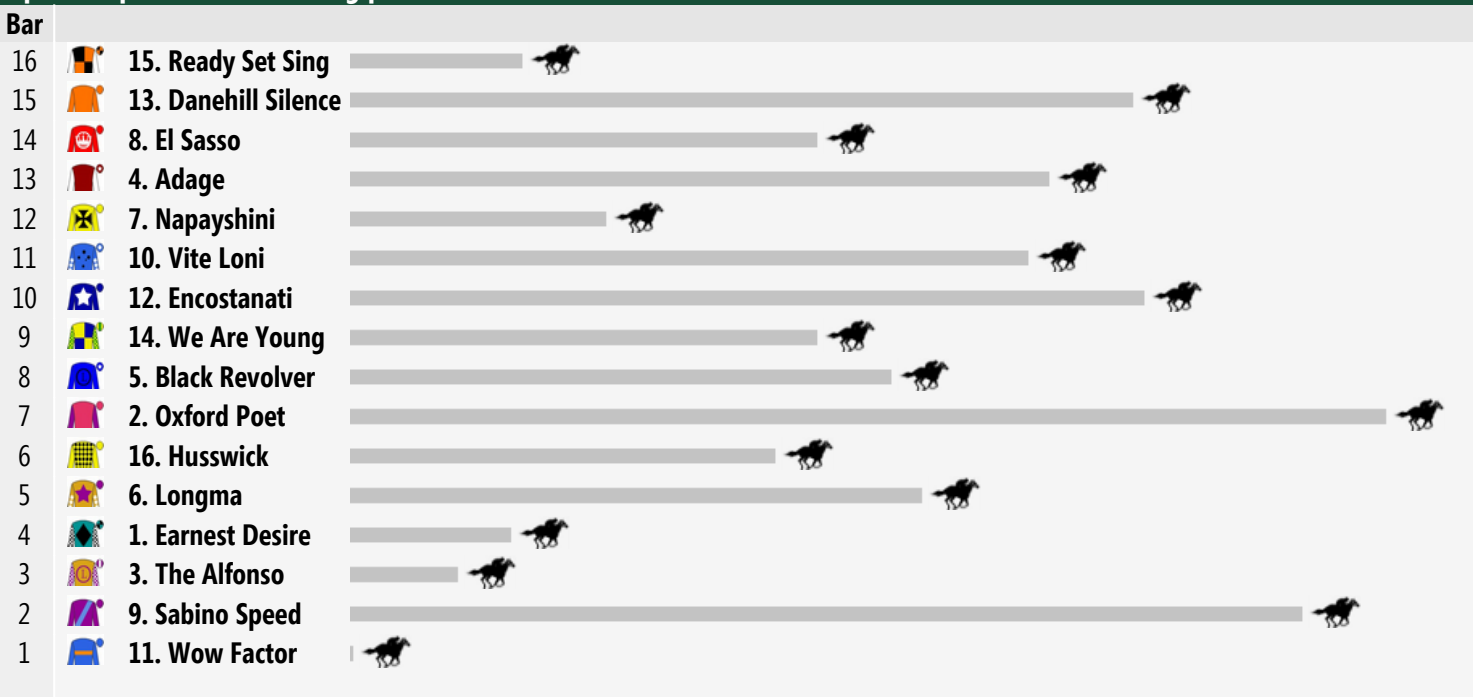 Bar
16 15. Ready Set Sing
15 13. Danehill Silence
14 8. El Sasso
13 4. Adage
12 7. Napayshini
11 10. Vite Loni
10 12. Encostanati
9 14. We Are Young
8 5. Black Revolver
7 2. Oxford Poet
6 16. Husswick
5 6. Longma
4 1. Earnest Desire
3 3. The Alfonso
2 9. Sabino Speed
1 11. Wow Factor